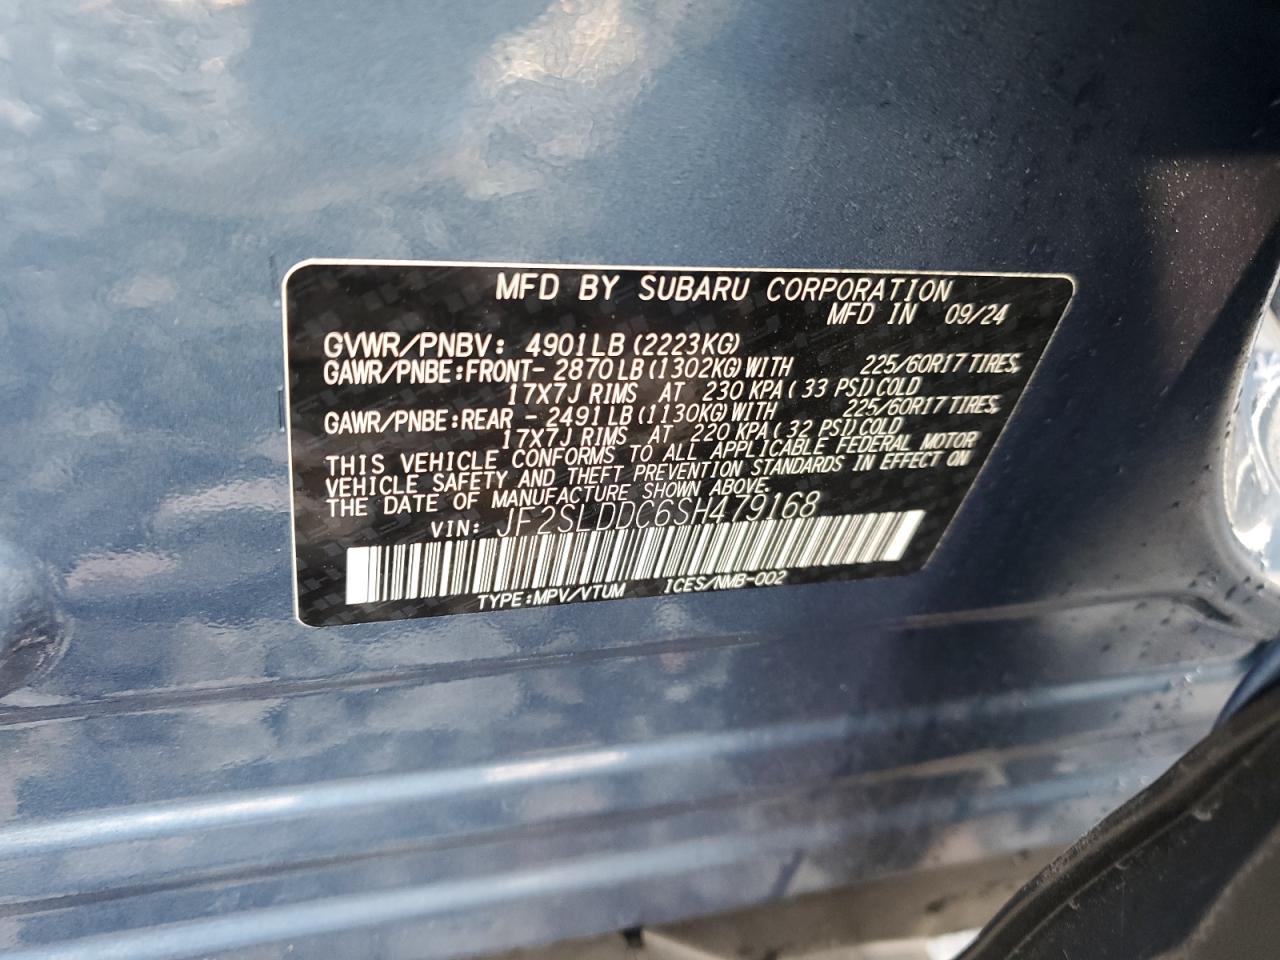 MFD BY SUBARU CORPORATION
MFD IN 09/24
GVWR/PNBV: 4901LB (2223KG)
GAWR/PNBE:FRONT- 2870LB (1302KG) WITH 225/60R17 TIRES,
17X7J RIMS AT 230 KPA ( 33 PSI) COLD
GAWR/PNBE:REAR - 2491LB (1130KG) WITH 225/60R17 TIRES,
17X7J RIMS AT 220 KPA ( 32 PSI) COLD
THIS VEHICLE CONFORMS TO ALL APPLICABLE FEDERAL MOTOR
VEHICLE SAFETY AND THEFT PREVENTION STANDARDS IN EFFECT ON
THE DATE OF MANUFACTURE SHOWN ABOVE.
VIN: JF2SLDDC6SH479168
TYPE:MPV/VTUM ICES/NMB-002